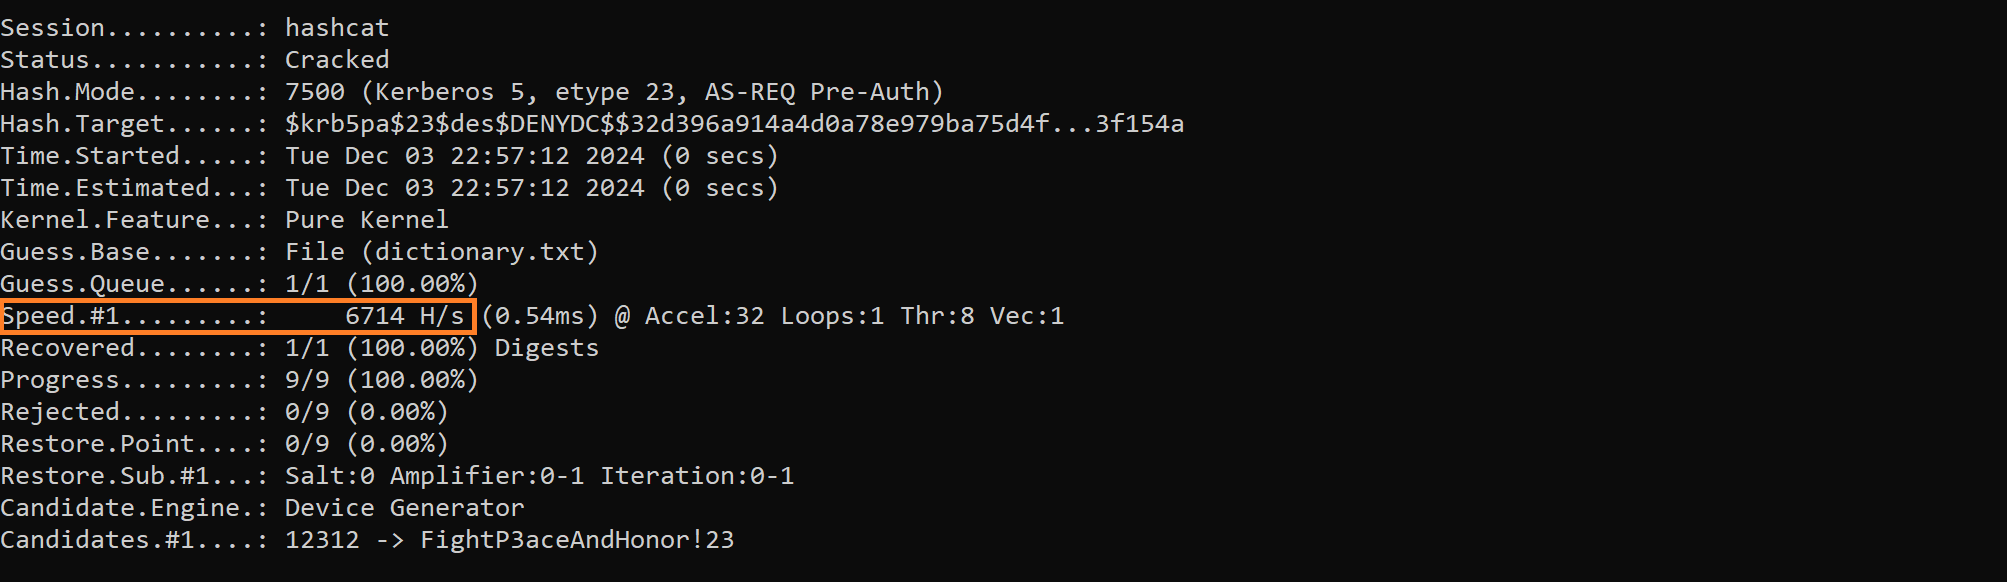 Session..........: hashcat
Status...........: Cracked
Hash.Mode........: 7500 (Kerberos 5, etype 23, AS-REQ Pre-Auth)
Hash.Target......: $krb5pa$23$des$DENYDC$$32d396a914a4d0a78e979ba75d4f...3f154a
Time.Started.....: Tue Dec 03 22:57:12 2024 (0 secs)
Time.Estimated...: Tue Dec 03 22:57:12 2024 (0 secs)
Kernel.Feature...: Pure Kernel
Guess.Base.......: File (dictionary.txt)
Guess.Queue......: 1/1 (100.00%)
Speed.#1.........:     6714 H/s (0.54ms) @ Accel:32 Loops:1 Thr:8 Vec:1
Recovered........: 1/1 (100.00%) Digests
Progress.........: 9/9 (100.00%)
Rejected.........: 0/9 (0.00%)
Restore.Point....: 0/9 (0.00%)
Restore.Sub.#1...: Salt:0 Amplifier:0-1 Iteration:0-1
Candidate.Engine.: Device Generator
Candidates.#1....: 12312 -> FightP3aceAndHonor!23